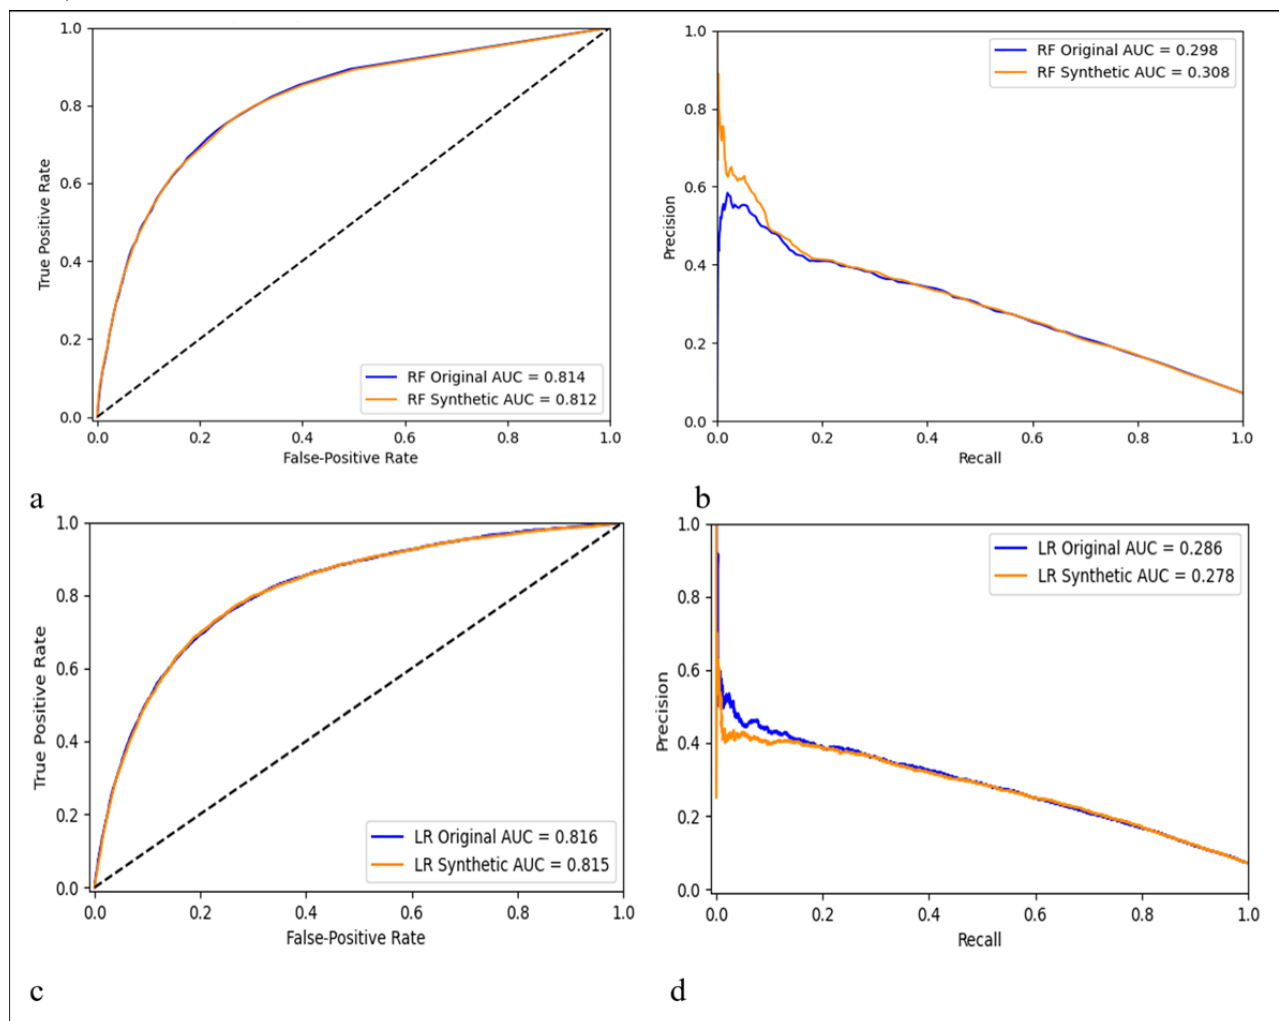 1.0
0.8
0.6
0.4
0.2
0.0
True Positive Rate
RF Original AUC = 0.814
RF Synthetic AUC = 0.812
0.0 0.2 0.4 0.6 0.8 1.0
False-Positive Rate
a
1.0
0.8
0.6
0.4
0.2
0.0
Precision
RF Original AUC = 0.298
RF Synthetic AUC = 0.308
0.0 0.2 0.4 0.6 0.8 1.0
Recall
b
1.0
0.8
0.6
0.4
0.2
0.0
True Positive Rate
LR Original AUC = 0.816
LR Synthetic AUC = 0.815
0.0 0.2 0.4 0.6 0.8 1.0
False-Positive Rate
c
1.0
0.8
0.6
0.4
0.2
0.0
Precision
LR Original AUC = 0.286
LR Synthetic AUC = 0.278
0.0 0.2 0.4 0.6 0.8 1.0
Recall
d